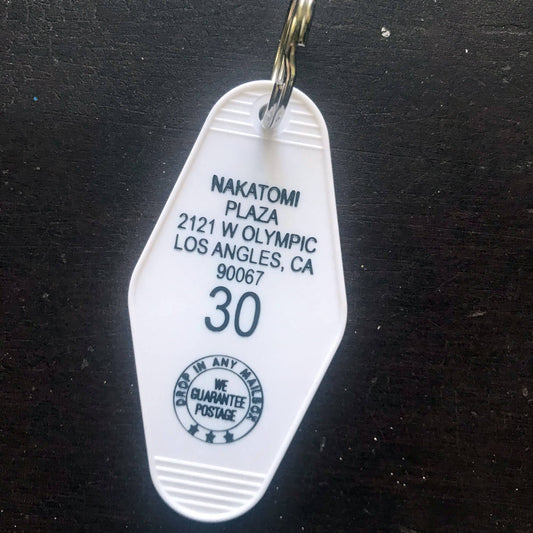 NAKATOMI
PLAZA
2121 W OLYMPIC
LOS ANGLES, CA
90067
30
DROP IN ANY MAILBOX
WE
GUARANTEE
POSTAGE